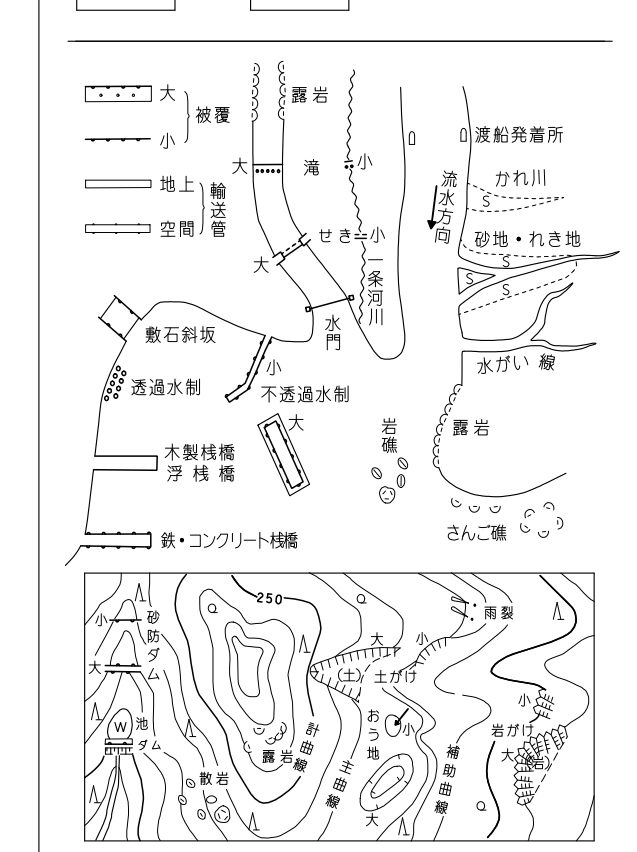 大
小
被覆
地上
空間
輸送管
露岩
大
滝
小
せき
小
大
一条河川
水門
渡船発着所
流水方向
かれ川
S
砂地・れき地
S
S
S
水がい線
敷石斜坂
透過水制
小
不透過水制
大
木製桟橋
浮桟橋
鉄・コンクリート桟橋
岩礁
露岩
さんご礁
250
小
砂防ダム
大
W
池
ダム
大
小
(土)
土がけ
雨裂
小
岩がけ
大
(岩)
おう地
小
大
露岩
散岩
計曲線
主曲線
補助曲線